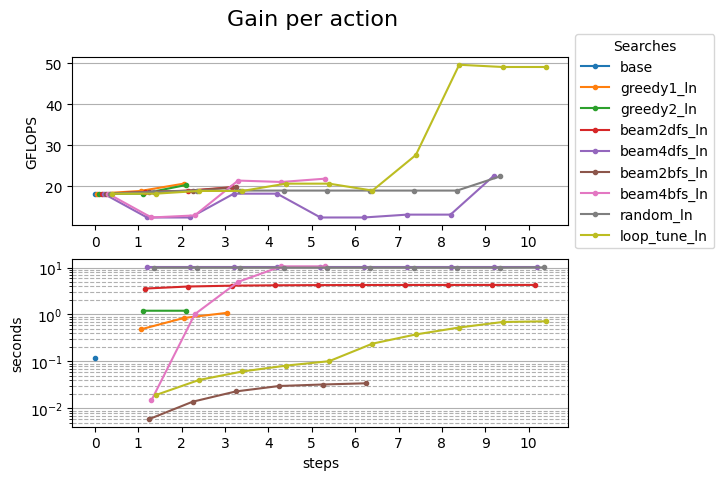 Gain per action
GFLOPS
50
40
30
20
0 1 2 3 4 5 6 7 8 9 10
Searches
base
greedy1_ln
greedy2_ln
beam2dfs_ln
beam4dfs_ln
beam2bfs_ln
beam4bfs_ln
random_ln
loop_tune_ln
seconds
10¹
10⁰
10⁻¹
10⁻²
0 1 2 3 4 5 6 7 8 9 10
steps